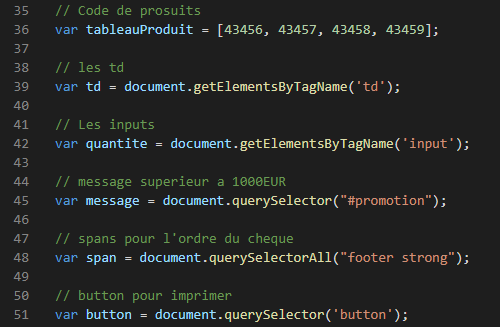 35 // Code de prosuits
36 var tableauProduit = [43456, 43457, 43458, 43459];
37
38 // les td
39 var td = document.getElementsByTagName('td');
40
41 // Les inputs
42 var quantite = document.getElementsByTagName('input');
43
44 // message superieur a 1000EUR
45 var message = document.querySelector("#promotion");
46
47 // spans pour l'ordre du cheque
48 var span = document.querySelectorAll("footer strong");
49
50 // button pour imprimer
51 var button = document.querySelector('button');